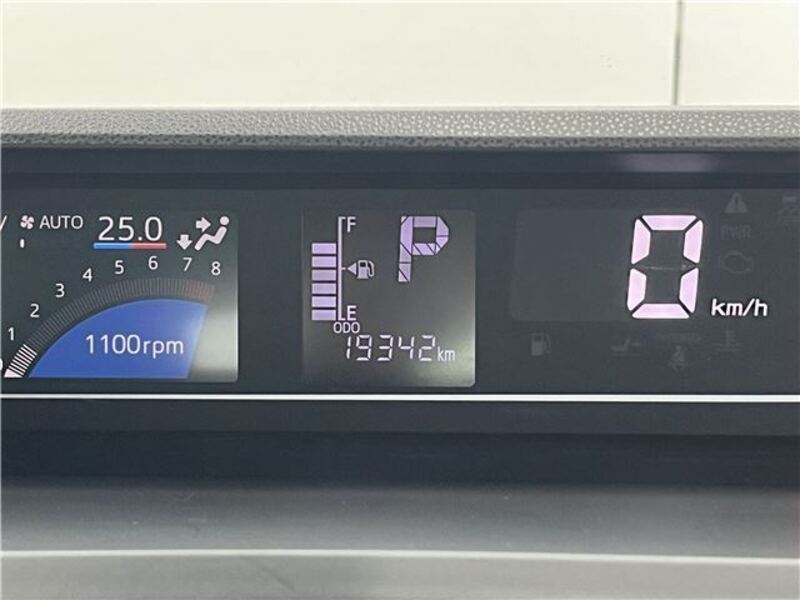 AUTO 25.0
1 2 3 4 5 6 7 8
1100rpm
F
P
E
ODO
19342km
0 km/h
PWR